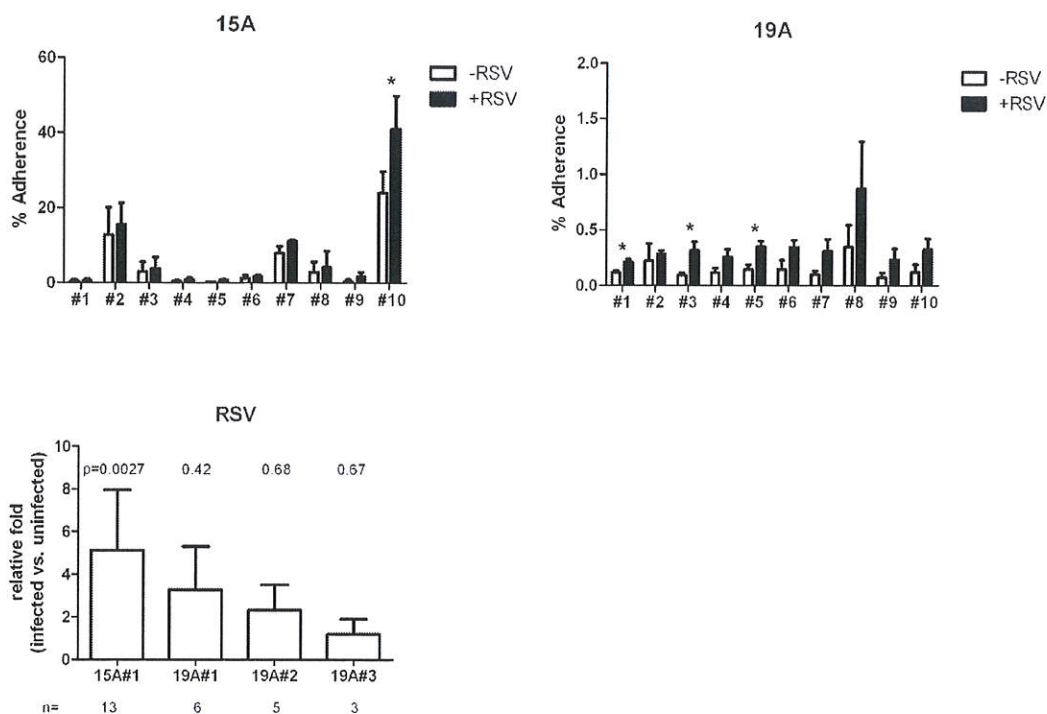 15A
% Adherence
60
40
20
0
#1 #2 #3 #4 #5 #6 #7 #8 #9 #10
*
-RSV
+RSV
19A
% Adherence
2.0
1.5
1.0
0.5
0.0
#1 #2 #3 #4 #5 #6 #7 #8 #9 #10
* * *
-RSV
+RSV
RSV
relative fold
(infected vs. uninfected)
10
8
6
4
2
0
p=0.0027 0.42 0.68 0.67
15A#1 19A#1 19A#2 19A#3
n= 13 6 5 3